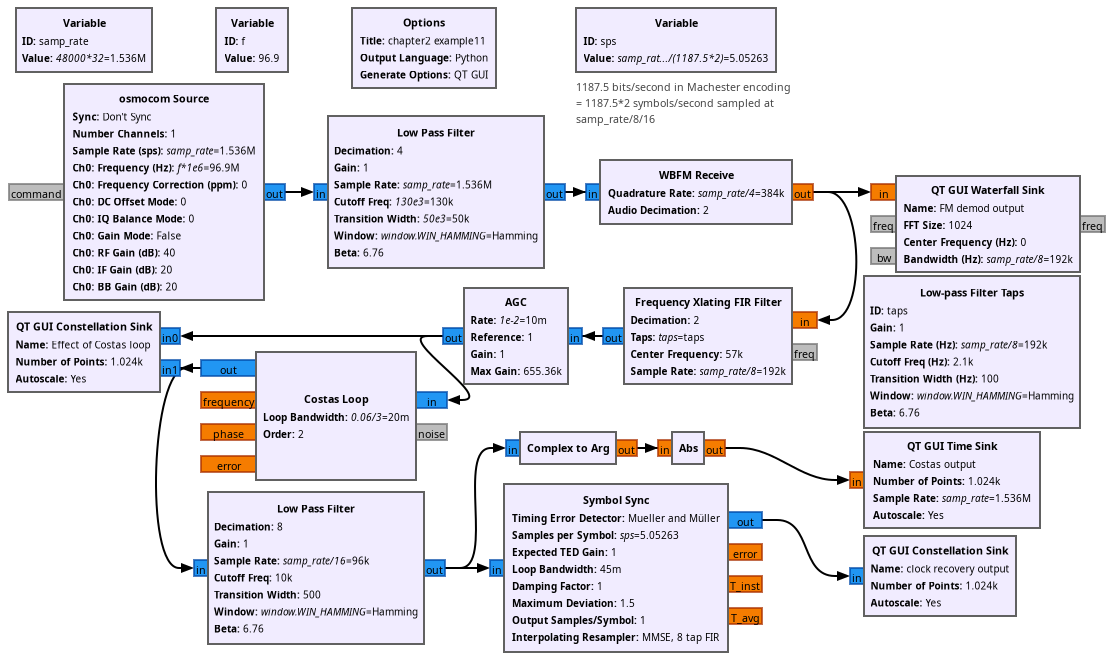 Variable
ID: samp_rate
Value: 48000*32=1.536M
Variable
ID: f
Value: 96.9
Options
Title: chapter2 example11
Output Language: Python
Generate Options: QT GUI
Variable
ID: sps
Value: samp_rat.../(1187.5*2)=5.05263
1187.5 bits/second in Machester encoding
= 1187.5*2 symbols/second sampled at
samp_rate/8/16
osmocom Source
Sync: Don't Sync
Number Channels: 1
Sample Rate (sps): samp_rate=1.536M
Ch0: Frequency (Hz): f*1e6=96.9M
Ch0: Frequency Correction (ppm): 0
Ch0: DC Offset Mode: 0
Ch0: IQ Balance Mode: 0
Ch0: Gain Mode: False
Ch0: RF Gain (dB): 40
Ch0: IF Gain (dB): 20
Ch0: BB Gain (dB): 20
command
out
in
Low Pass Filter
Decimation: 4
Gain: 1
Sample Rate: samp_rate=1.536M
Cutoff Freq: 130e3=130k
Transition Width: 50e3=50k
Window: window.WIN_HAMMING=Hamming
Beta: 6.76
out
in
WBFM Receive
Quadrature Rate: samp_rate/4=384k
Audio Decimation: 2
out
in
freq
bw
QT GUI Waterfall Sink
Name: FM demod output
FFT Size: 1024
Center Frequency (Hz): 0
Bandwidth (Hz): samp_rate/8=192k
freq
QT GUI Constellation Sink
Name: Effect of Costas loop
Number of Points: 1.024k
Autoscale: Yes
in0
in1
AGC
Rate: 1e-2=10m
Reference: 1
Gain: 1
Max Gain: 655.36k
out
in
Frequency Xlating FIR Filter
Decimation: 2
Taps: taps=taps
Center Frequency: 57k
Sample Rate: samp_rate/8=192k
out
in
freq
Low-pass Filter Taps
ID: taps
Gain: 1
Sample Rate (Hz): samp_rate/8=192k
Cutoff Freq (Hz): 2.1k
Transition Width (Hz): 100
Window: window.WIN_HAMMING=Hamming
Beta: 6.76
out
frequency
phase
error
Costas Loop
Loop Bandwidth: 0.06/3=20m
Order: 2
in
noise
in
Complex to Arg
out
in
Abs
out
in
QT GUI Time Sink
Name: Costas output
Number of Points: 1.024k
Sample Rate: samp_rate=1.536M
Autoscale: Yes
in
Low Pass Filter
Decimation: 8
Gain: 1
Sample Rate: samp_rate/16=96k
Cutoff Freq: 10k
Transition Width: 500
Window: window.WIN_HAMMING=Hamming
Beta: 6.76
out
in
Symbol Sync
Timing Error Detector: Mueller and Müller
Samples per Symbol: sps=5.05263
Expected TED Gain: 1
Loop Bandwidth: 45m
Damping Factor: 1
Maximum Deviation: 1.5
Output Samples/Symbol: 1
Interpolating Resampler: MMSE, 8 tap FIR
out
error
T_inst
T_avg
in
QT GUI Constellation Sink
Name: clock recovery output
Number of Points: 1.024k
Autoscale: Yes